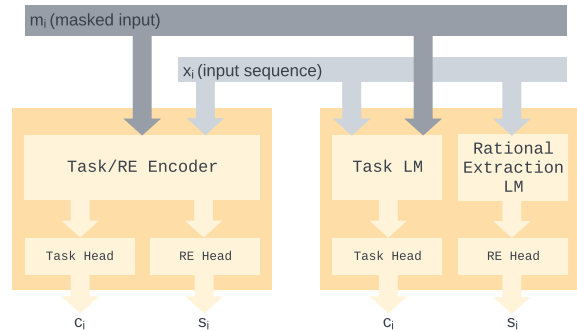 mᵢ (masked input)
xᵢ (input sequence)
Task/RE Encoder
Task LM
Rational
Extraction
LM
Task Head
RE Head
Task Head
RE Head
cᵢ
sᵢ
cᵢ
sᵢ